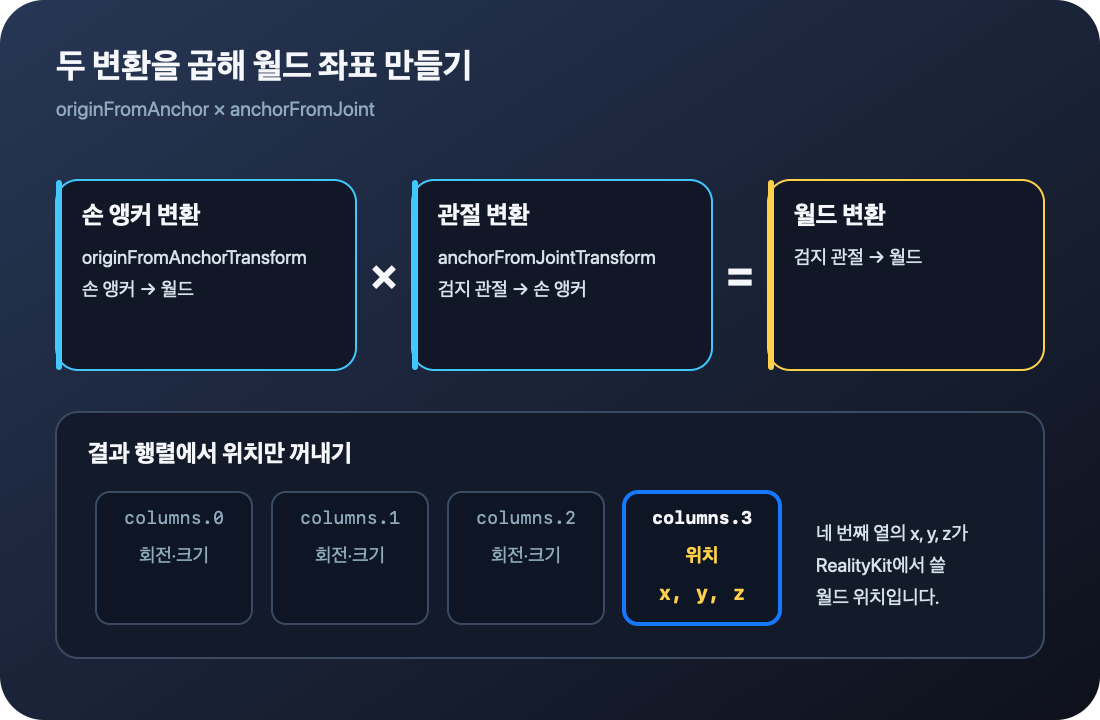 두 변환을 곱해 월드 좌표 만들기
originFromAnchor × anchorFromJoint
손 앵커 변환
originFromAnchorTransform
손 앵커 → 월드
×
관절 변환
anchorFromJointTransform
검지 관절 → 손 앵커
=
월드 변환
검지 관절 → 월드
결과 행렬에서 위치만 꺼내기
columns.0
회전·크기
columns.1
회전·크기
columns.2
회전·크기
columns.3
위치
x, y, z
네 번째 열의 x, y, z가
RealityKit에서 쓸
월드 위치입니다.